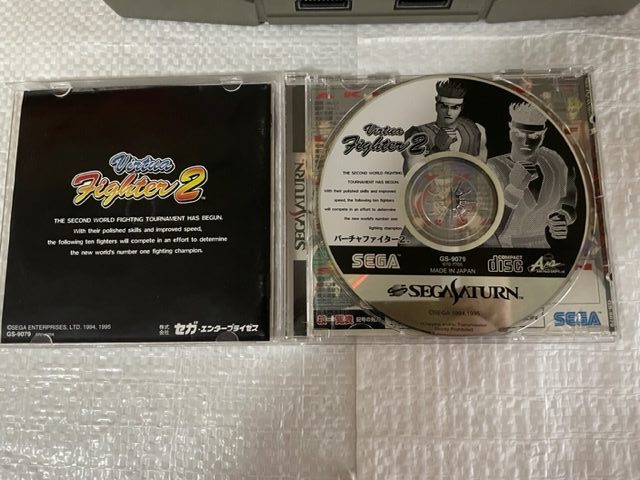 Virtua
Fighter 2
THE SECOND WORLD FIGHTING TOURNAMENT HAS BEGUN.
With their polished skills and improved speed,
the following ten fighters will compete in an effort to determine
the new world's number one fighting champion.
©SEGA ENTERPRISES, LTD. 1994, 1995
GS-9079
株式会社 セガ・エンタープライゼス
SEGASATURN
Virtua
Fighter 2
THE SECOND WORLD FIGHTING
TOURNAMENT HAS BEGUN.
With their polished skills and improved
speed, the following ten fighters
will compete in an effort to determine
the new world's number one
fighting champion.
バーチャファイター2
SEGA
GS-9079
MADE IN JAPAN
COMPACT
disc
SEGASATURN
©SEGA 1994,1995
SEGA